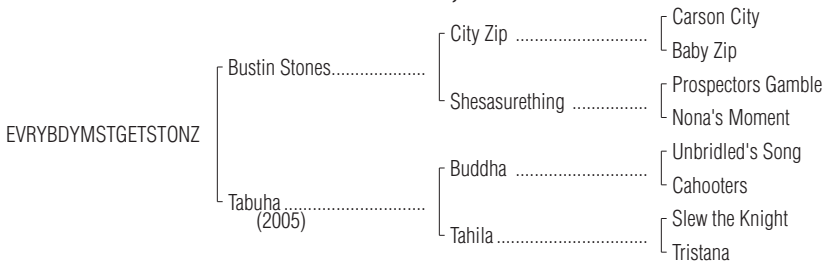 City Zip ..............................
Carson City
Baby Zip
Bustin Stones....................
Shesasurething .................
Prospectors Gamble
Nona's Moment
EVRYBDYMSTGETSTONZ
Buddha ..............................
Unbridled's Song
Cahooters
Tabuha ..............................
(2005)
Tahila ..................................
Slew the Knight
Tristana